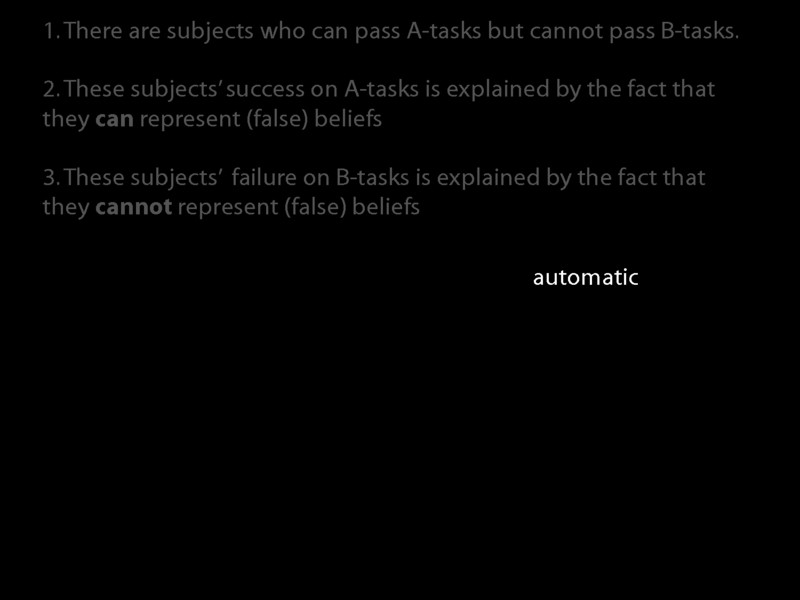 1. There are subjects who can pass A-tasks but cannot pass B-tasks.
2. These subjects’ success on A-tasks is explained by the fact that
they can represent (false) beliefs
3. These subjects’ failure on B-tasks is explained by the fact that
they cannot represent (false) beliefs
automatic